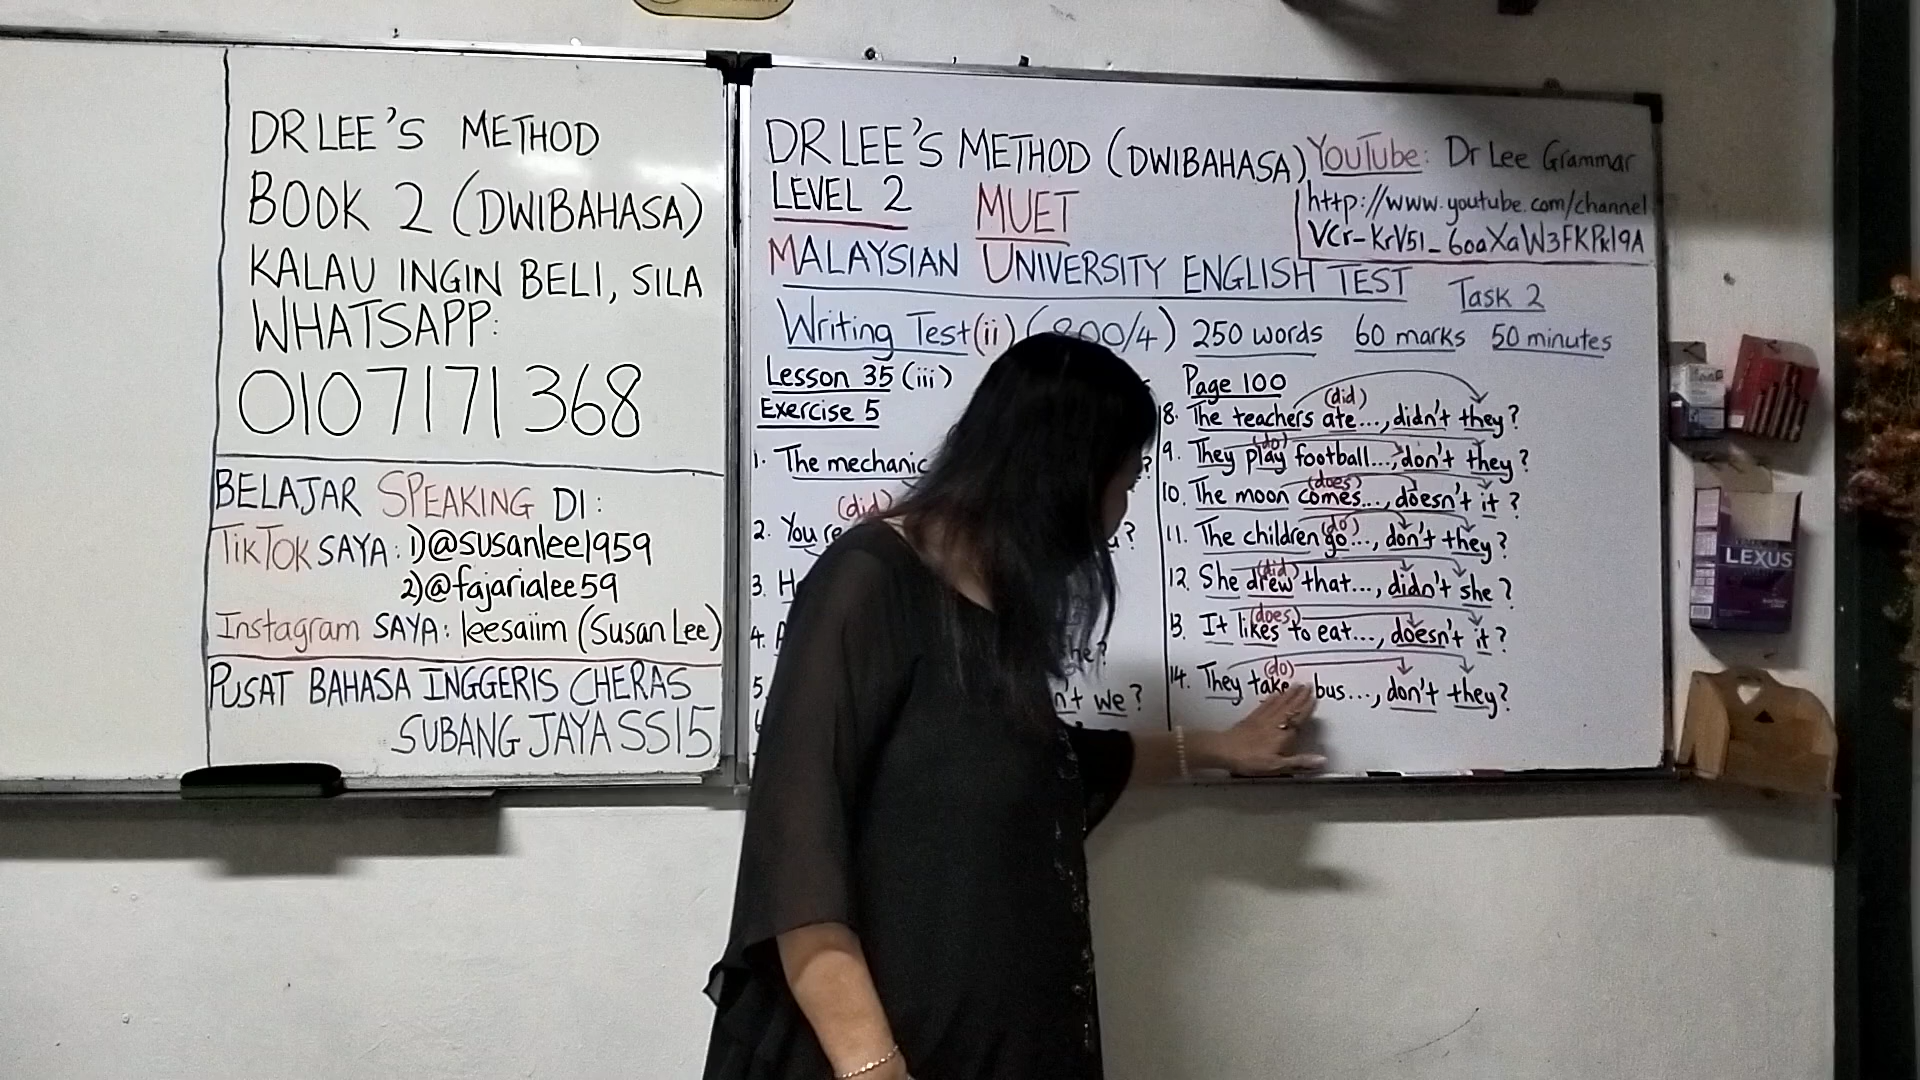 DR LEE'S METHOD
BOOK 2 (DWIBAHASA)
KALAU INGIN BELI, SILA
WHATSAPP:
0107171368
BELAJAR SPEAKING DI:
TikTok SAYA: 1)@susanlee1959
2)@fajarialee59
Instagram SAYA: leesaiim (Susan Lee)
PUSAT BAHASA INGGERIS CHERAS
SUBANG JAYA SS15
DR LEE'S METHOD (DWIBAHASA)
LEVEL 2 MUET
MALAYSIAN UNIVERSITY ENGLISH TEST
YouTube: Dr Lee Grammar
http://www.youtube.com/channel
VCr-KrV51_6oaXaW3FKPk19A
Task 2
Writing Test (ii) (800/4) 250 words 60 marks 50 minutes
Lesson 35 (iii)
Exercise 5
1. The mechanic ?
(did)
2. You ?
3.
4. he?
5. n't we?
Page 100
(did)
8. The teachers ate..., didn't they?
(do)
9. They play football..., don't they?
(does)
10. The moon comes..., doesn't it?
(do)
11. The children go..., don't they?
(did)
12. She drew that..., didn't she?
(does)
13. It likes to eat..., doesn't it?
(do)
14. They take bus..., don't they?
LEXUS